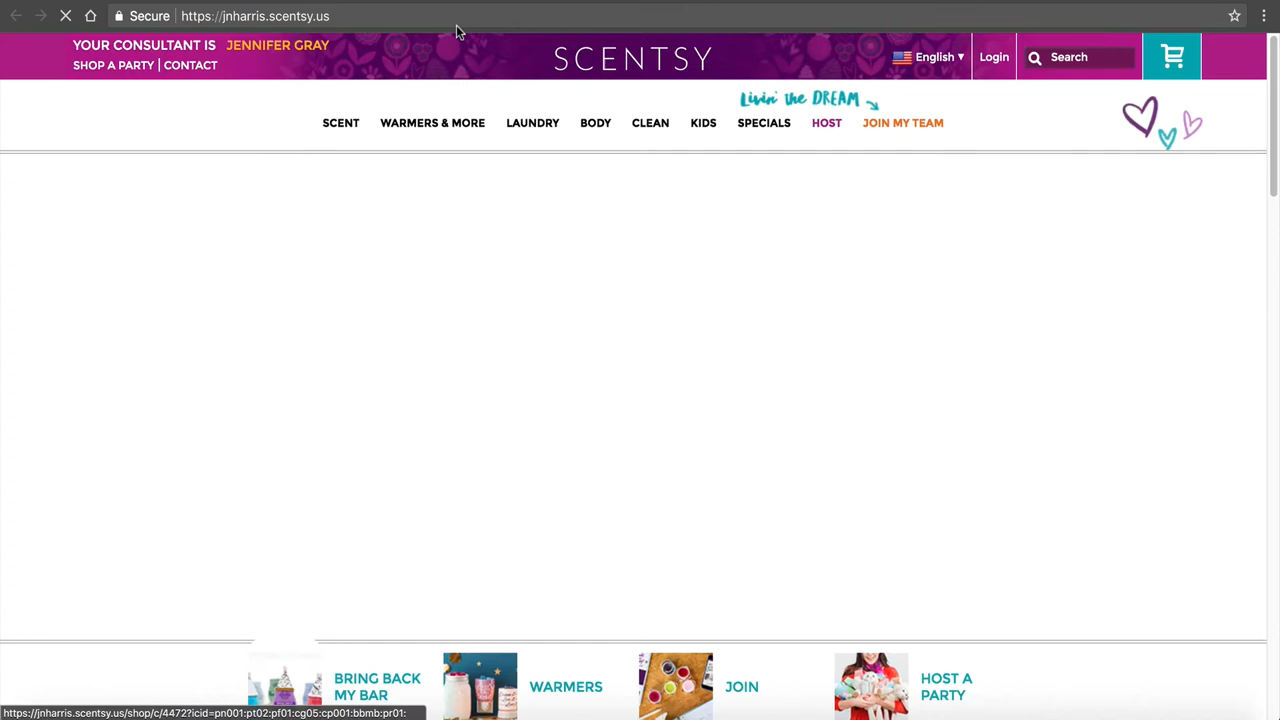 Secure https://jnharris.scentsy.us
YOUR CONSULTANT IS JENNIFER GRAY
SHOP A PARTY | CONTACT
SCENTSY
English ▾
Login
Search
Livin' the DREAM
SCENT WARMERS & MORE LAUNDRY BODY CLEAN KIDS SPECIALS HOST JOIN MY TEAM
BRING BACK
MY BAR
WARMERS
JOIN
HOST A
PARTY
https://jnharris.scentsy.us/shop/c/4472?icid=pn001:pt02:pf01:cg05:cp001:bbmb:pr01: